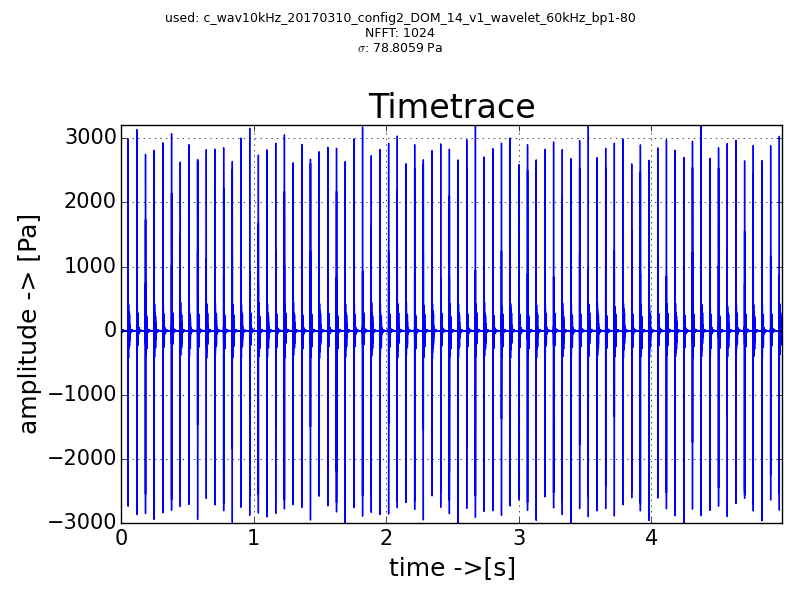 used: c_wav10kHz_20170310_config2_DOM_14_v1_wavelet_60kHz_bp1-80
NFFT: 1024
σ: 78.8059 Pa
Timetrace
3000
2000
1000
0
−1000
−2000
−3000
amplitude -> [Pa]
0 1 2 3 4
time ->[s]